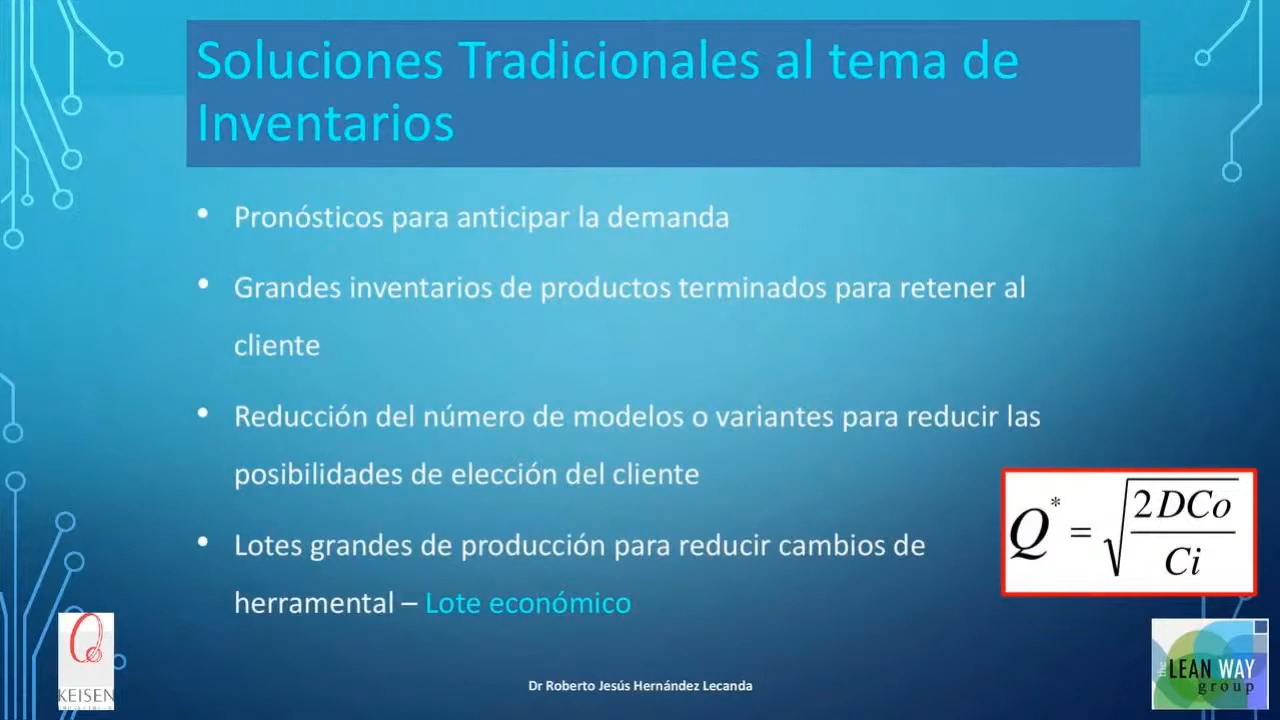 Soluciones Tradicionales al tema de
Inventarios
• Pronósticos para anticipar la demanda
• Grandes inventarios de productos terminados para retener al
cliente
• Reducción del número de modelos o variantes para reducir las
posibilidades de elección del cliente
• Lotes grandes de producción para reducir cambios de
herramental – Lote económico
Q* = √(2DCo / Ci)
KEISEN
Dr Roberto Jesús Hernández Lecanda
the LEAN WAY
group